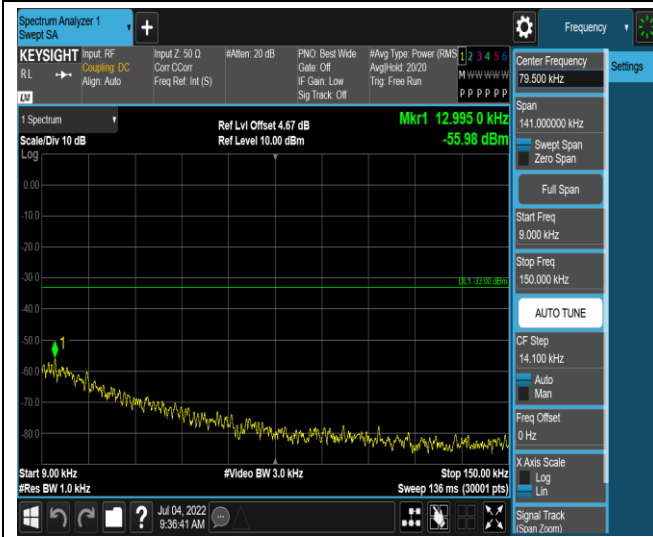 Spectrum Analyzer 1
Swept SA
+
Frequency
KEYSIGHT
RL
LXI
Input: RF
Coupling: DC
Align: Auto
Input Z: 50 Ω
Corr CCorr
Freq Ref: Int (S)
#Atten: 20 dB
PNO: Best Wide
Gate: Off
IF Gain: Low
Sig Track: Off
#Avg Type: Power (RMS
Avg|Hold: 20/20
Trig: Free Run
1 2 3 4 5 6
M W W W W W
P P P P P P
1 Spectrum
Scale/Div 10 dB
Ref Lvl Offset 4.67 dB
Ref Level 10.00 dBm
Mkr1 12.995 0 kHz
-55.98 dBm
Log
0.00
-10.0
-20.0
-30.0
DL1 -33.00 dBm
-40.0
-50.0
1
-60.0
-70.0
-80.0
Start 9.00 kHz
#Res BW 1.0 kHz
#Video BW 3.0 kHz
Stop 150.00 kHz
Sweep 136 ms (30001 pts)
Center Frequency
79.500 kHz
Settings
Span
141.000000 kHz
Swept Span
Zero Span
Full Span
Start Freq
9.000 kHz
Stop Freq
150.000 kHz
AUTO TUNE
CF Step
14.100 kHz
Auto
Man
Freq Offset
0 Hz
X Axis Scale
Log
Lin
Signal Track
(Span Zoom)
?
Jul 04, 2022
9:36:41 AM